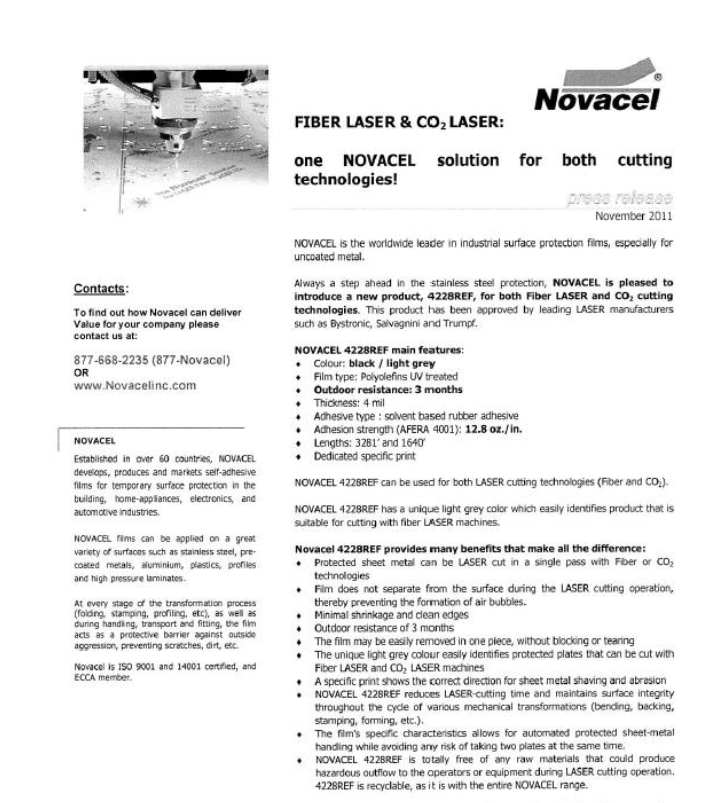 Novacel®
FIBER LASER & CO₂ LASER:
one NOVACEL solution for both cutting
technologies!
press release
November 2011
NOVACEL is the worldwide leader in industrial surface protection films, especially for
uncoated metal.
Always a step ahead in the stainless steel protection, NOVACEL is pleased to
introduce a new product, 4228REF, for both Fiber LASER and CO₂ cutting
technologies. This product has been approved by leading LASER manufacturers
such as Bystronic, Salvagnini and Trumpf.
NOVACEL 4228REF main features:
♦ Colour: black / light grey
♦ Film type: Polyolefins UV treated
♦ Outdoor resistance: 3 months
♦ Thickness: 4 mil
♦ Adhesive type : solvent based rubber adhesive
♦ Adhesion strength (AFERA 4001): 12.8 oz./in.
♦ Lengths: 3281' and 1640'
♦ Dedicated specific print
NOVACEL 4228REF can be used for both LASER cutting technologies (Fiber and CO₂).
NOVACEL 4228REF has a unique light grey color which easily identifies product that is
suitable for cutting with fiber LASER machines.
Novacel 4228REF provides many benefits that make all the difference:
♦ Protected sheet metal can be LASER cut in a single pass with Fiber or CO₂
technologies
♦ Film does not separate from the surface during the LASER cutting operation,
thereby preventing the formation of air bubbles.
♦ Minimal shrinkage and clean edges
♦ Outdoor resistance of 3 months
♦ The film may be easily removed in one piece, without blocking or tearing
♦ The unique light grey colour easily identifies protected plates that can be cut with
Fiber LASER and CO₂ LASER machines
♦ A specific print shows the correct direction for sheet metal shaving and abrasion
♦ NOVACEL 4228REF reduces LASER-cutting time and maintains surface integrity
throughout the cycle of various mechanical transformations (bending, backing,
stamping, forming, etc.).
♦ The film's specific characteristics allows for automated protected sheet-metal
handling while avoiding any risk of taking two plates at the same time.
♦ NOVACEL 4228REF is totally free of any raw materials that could produce
hazardous outflow to the operators or equipment during LASER cutting operation.
4228REF is recyclable, as it is with the entire NOVACEL range.
Contacts:
To find out how Novacel can deliver
Value for your company please
contact us at:
877-668-2235 (877-Novacel)
OR
www.Novacelinc.com
NOVACEL
Established in over 60 countries, NOVACEL
develops, produces and markets self-adhesive
films for temporary surface protection in the
building, home-appliances, electronics, and
automotive industries.
NOVACEL films can be applied on a great
variety of surfaces such as stainless steel, pre-
coated metals, aluminium, plastics, profiles
and high pressure laminates.
At every stage of the transformation process
(folding, stamping, profiling, etc), as well as
during handling, transport and fitting, the film
acts as a protective barrier against outside
aggression, preventing scratches, dirt, etc.
Novacel is ISO 9001 and 14001 certified, and
ECCA member.